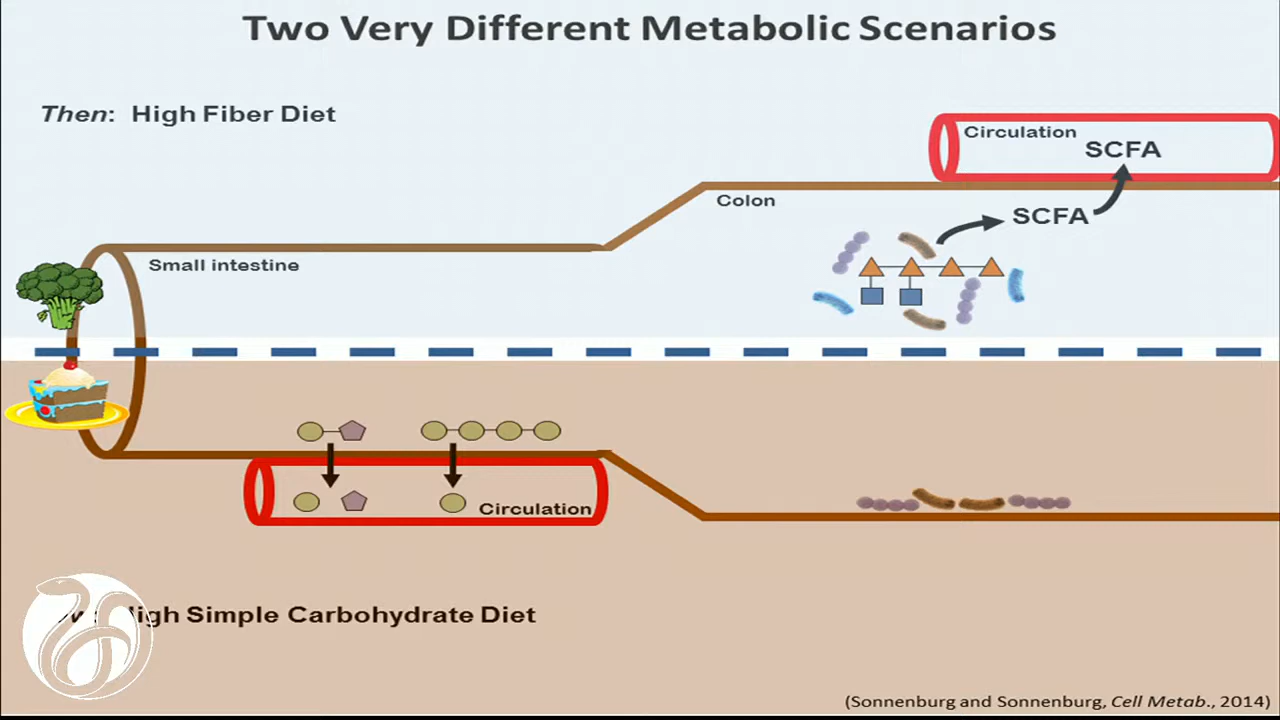 Two Very Different Metabolic Scenarios
Then: High Fiber Diet
Circulation
SCFA
Colon
SCFA
Small intestine
Circulation
High Simple Carbohydrate Diet
(Sonnenburg and Sonnenburg, Cell Metab., 2014)